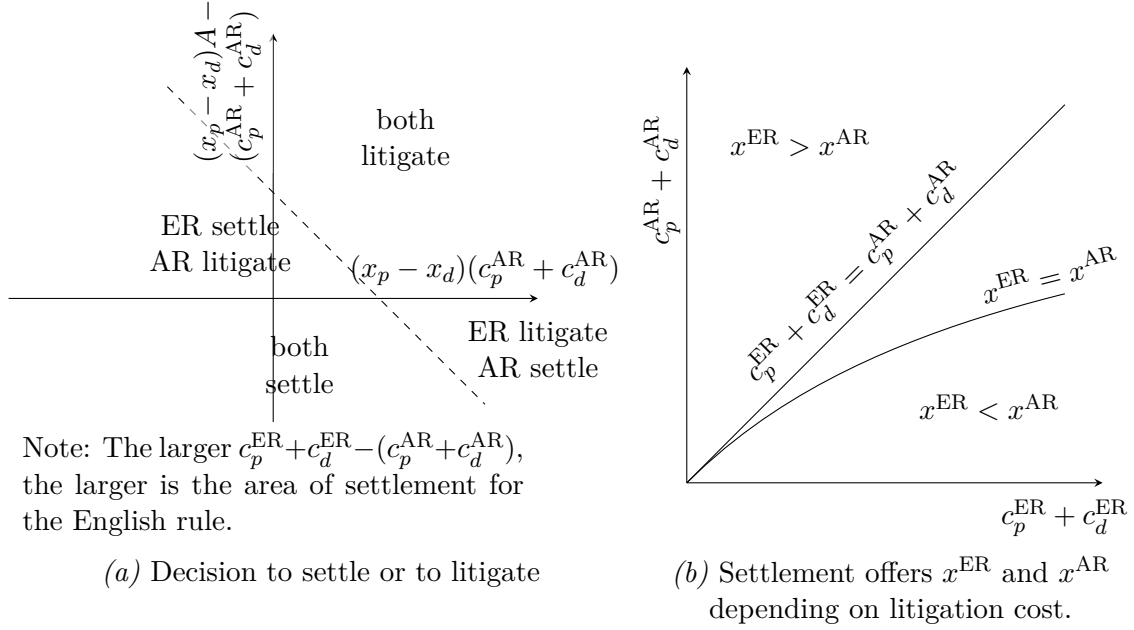 (x_p − x_d)A −
(c_p^AR + c_d^AR)
both
litigate
ER settle
AR litigate
(x_p − x_d)(c_p^AR + c_d^AR)
both
settle
ER litigate
AR settle
Note: The larger c_p^ER+c_d^ER−(c_p^AR+c_d^AR),
the larger is the area of settlement for
the English rule.
(a) Decision to settle or to litigate
c_p^AR + c_d^AR
x^ER > x^AR
c_p^ER + c_d^ER = c_p^AR + c_d^AR
x^ER = x^AR
x^ER < x^AR
c_p^ER + c_d^ER
(b) Settlement offers x^ER and x^AR
depending on litigation cost.